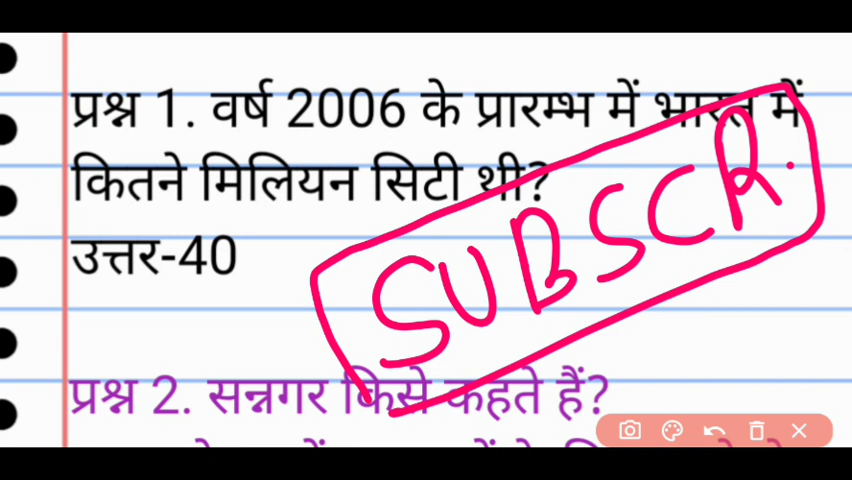 प्रश्न 1. वर्ष 2006 के प्रारम्भ में भारत में
कितने मिलियन सिटी थी?
उत्तर-40
SUBSCR.
प्रश्न 2. सन्नगर किसे कहते हैं?